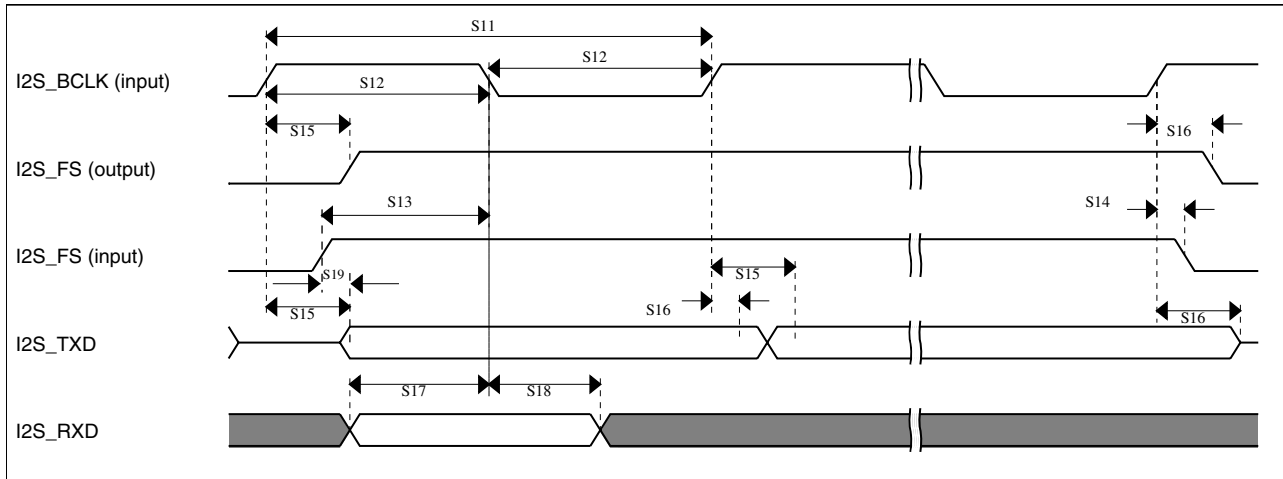 S11
I2S_BCLK (input)
S12
S12
S15
S16
I2S_FS (output)
S13
S14
I2S_FS (input)
S19
S15
S15
S16
S16
I2S_TXD
S17
S18
I2S_RXD